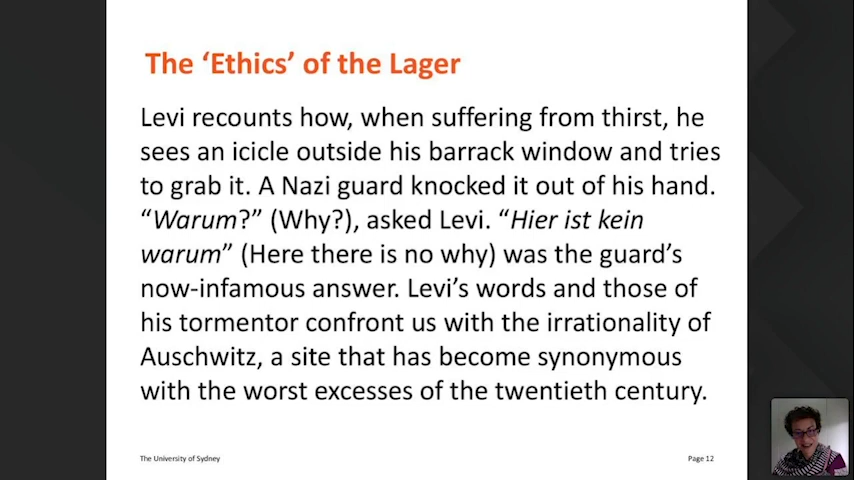 The ‘Ethics’ of the Lager
Levi recounts how, when suffering from thirst, he
sees an icicle outside his barrack window and tries
to grab it. A Nazi guard knocked it out of his hand.
“Warum?” (Why?), asked Levi. “Hier ist kein
warum” (Here there is no why) was the guard’s
now-infamous answer. Levi’s words and those of
his tormentor confront us with the irrationality of
Auschwitz, a site that has become synonymous
with the worst excesses of the twentieth century.
The University of Sydney
Page 12